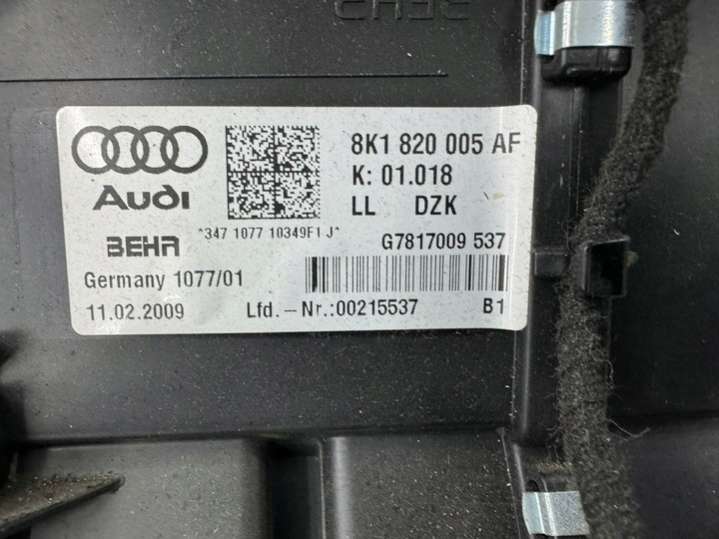 BEHR
8K1 820 005 AF
Audi
K: 01.018
LL DZK
*347 1077 10349F1 J*
BEHR
G7817009 537
Germany 1077/01
11.02.2009
Lfd.-Nr.:00215537
B1